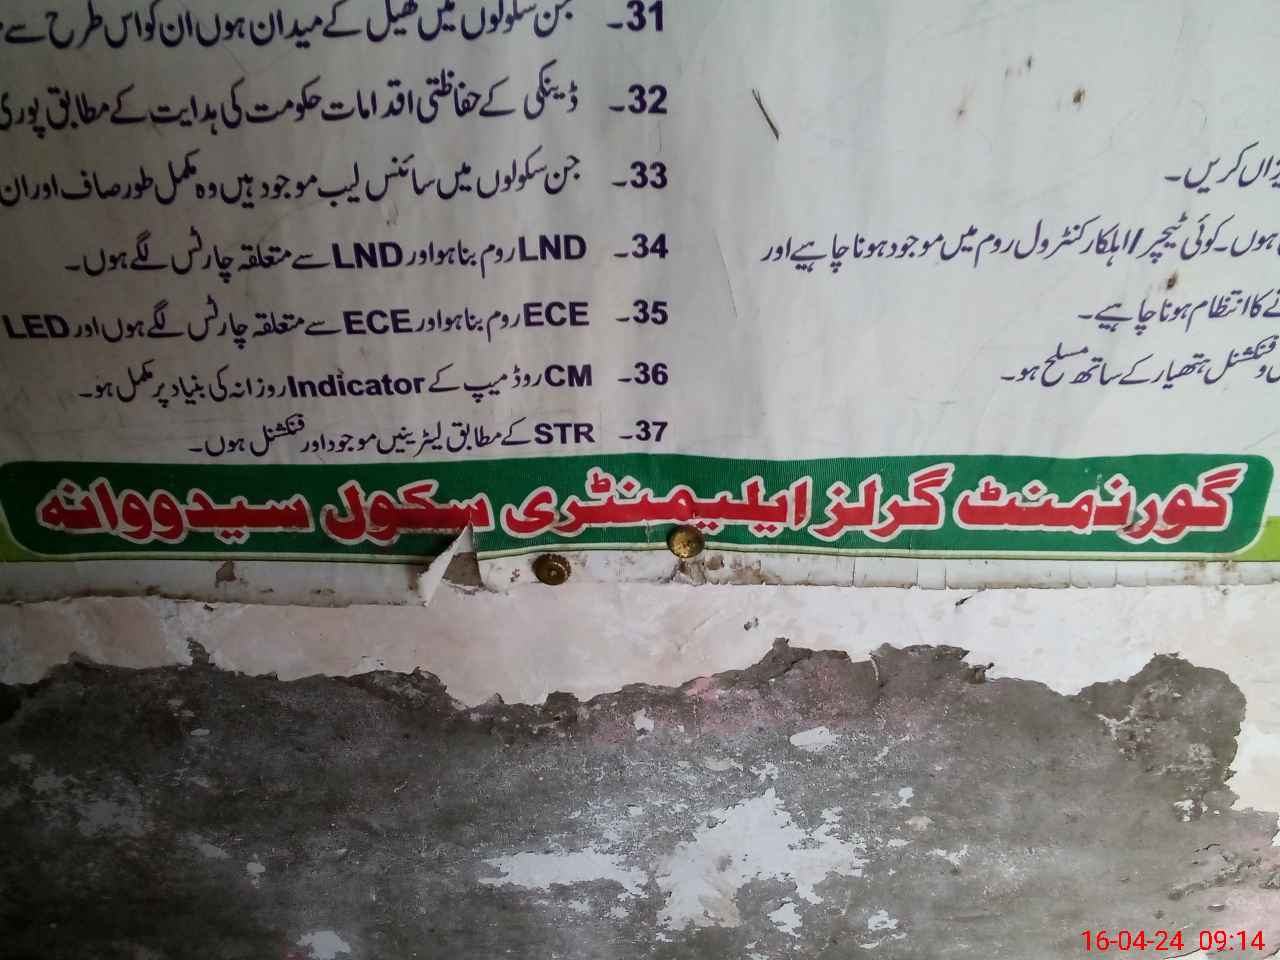 یزاں کریں۔
ہوں۔ کوئی ٹیچر/اہلکار کنٹرول روم میں موجود ہونا چاہیے اور
کا انتظام ہونا چاہیے۔
فنکشنل ہتھیار کے ساتھ مسلح ہو۔
31۔ جن سکولوں میں کھیل کے میدان ہوں ان کو اس طرح سے
32۔ ڈینگی کے حفاظتی اقدامات حکومت کی ہدایت کے مطابق پوری
33۔ جن سکولوں میں سائنس لیب موجود ہیں وہ مکمل طور صاف اور ان
34۔ LND روم بنا ہو اور LND سے متعلقہ چارٹس لگے ہوں۔
35۔ ECE روم بنا ہو اور ECE سے متعلقہ چارٹس لگے ہوں اور LED
36۔ CM روڈ میپ کے Indicator روزانہ کی بنیاد پر مکمل ہو۔
37۔ STR کے مطابق لیٹرینیں موجود اور فنکشنل ہوں۔
گورنمنٹ گرلز ایلیمنٹری سکول سیدووانہ
16-04-24 09:14